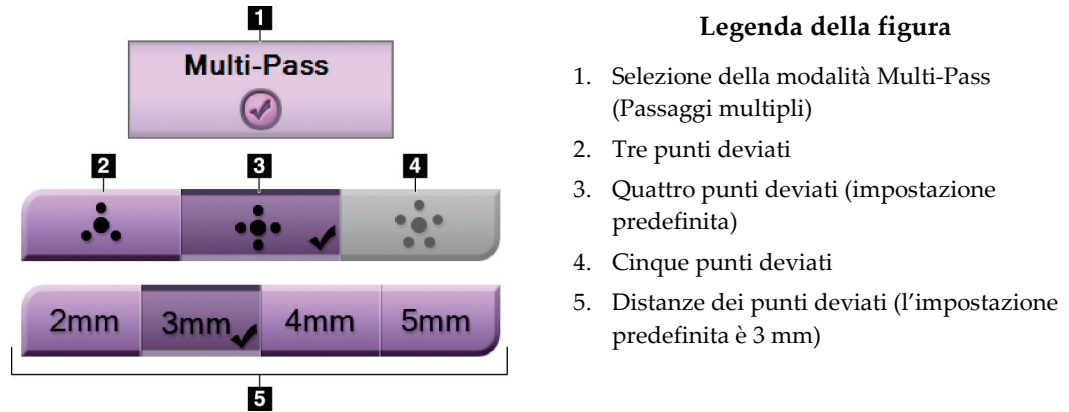 1
Multi-Pass
2 3 4
2mm 3mm 4mm 5mm
5
Legenda della figura
1. Selezione della modalità Multi-Pass
(Passaggi multipli)
2. Tre punti deviati
3. Quattro punti deviati (impostazione
predefinita)
4. Cinque punti deviati
5. Distanze dei punti deviati (l’impostazione
predefinita è 3 mm)